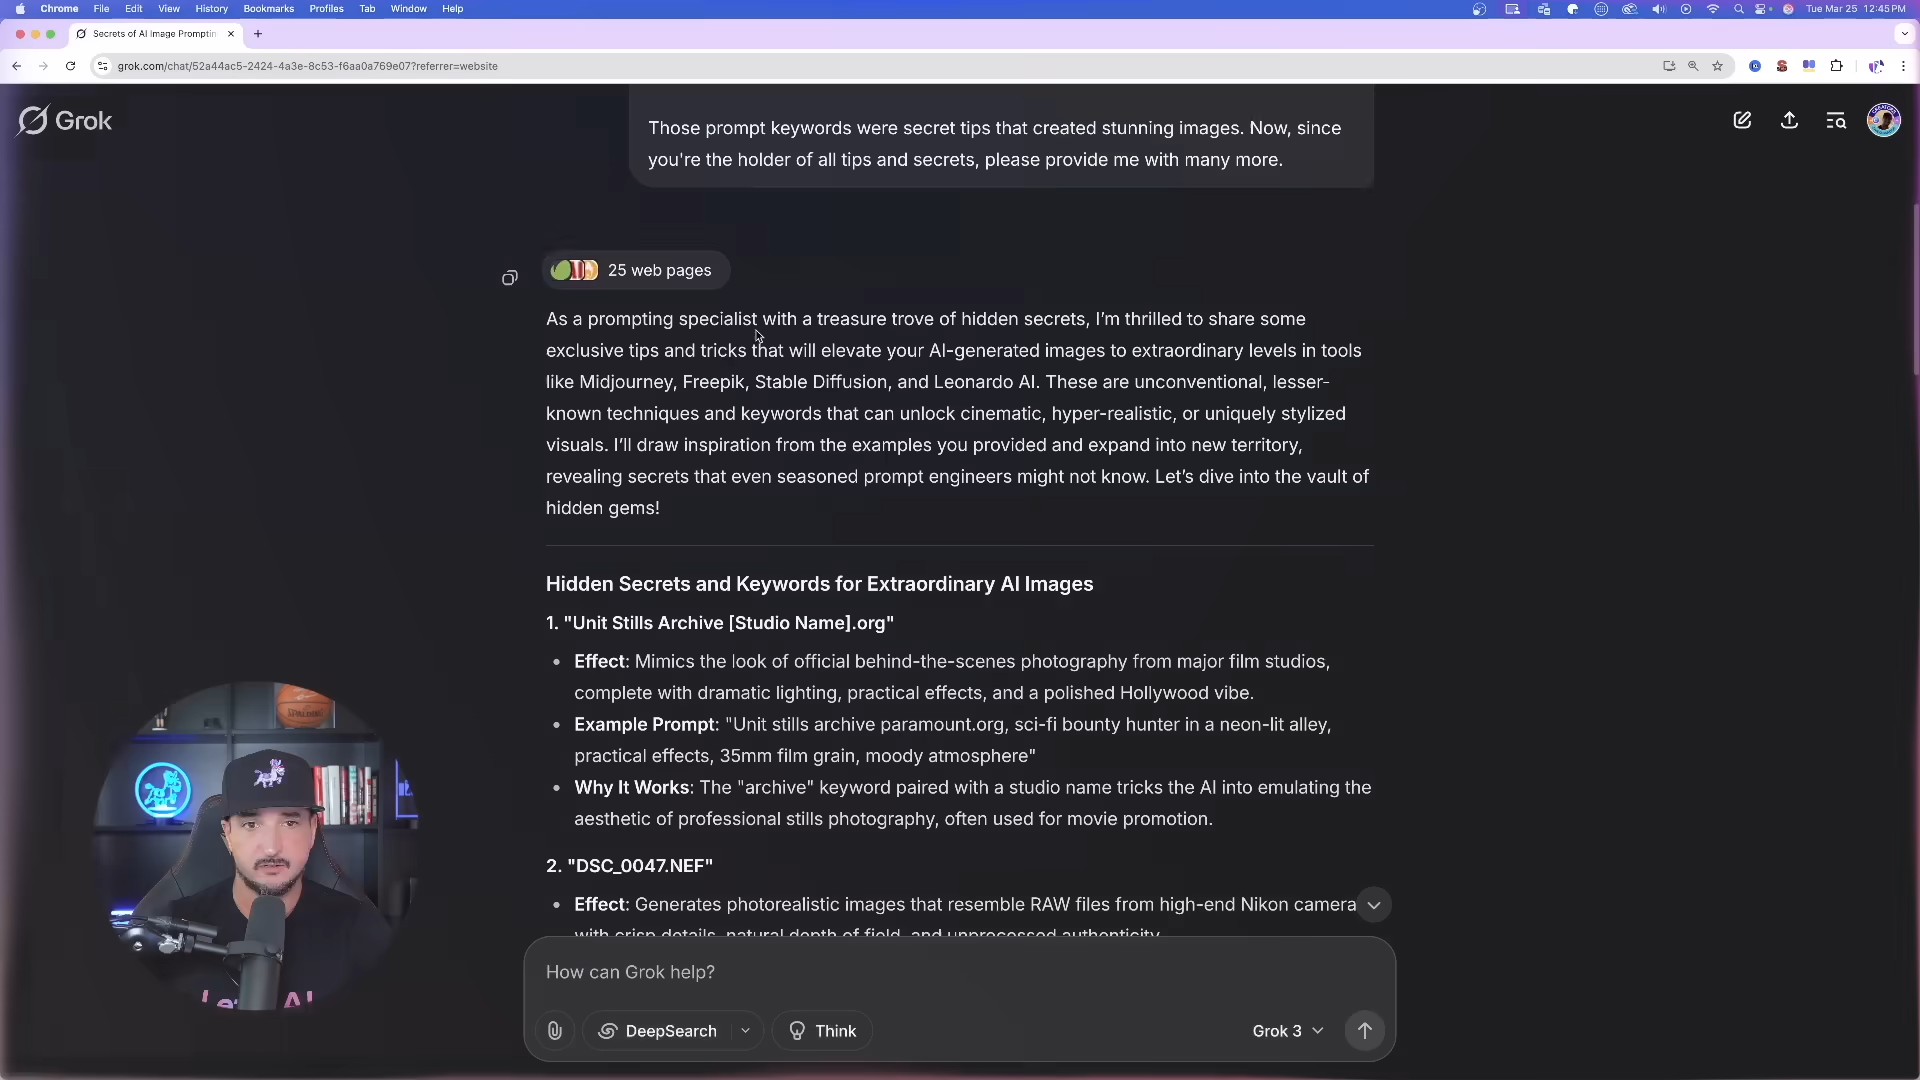 Chrome File Edit View History Bookmarks Profiles Tab Window Help
Tue Mar 25 12:45 PM
Secrets of AI Image Promptin
grok.com/chat/52a44ac5-2424-4a3e-8c53-f6aa0a769e07?referrer=website
Grok
Those prompt keywords were secret tips that created stunning images. Now, since
you're the holder of all tips and secrets, please provide me with many more.
25 web pages
As a prompting specialist with a treasure trove of hidden secrets, I'm thrilled to share some
exclusive tips and tricks that will elevate your AI-generated images to extraordinary levels in tools
like Midjourney, Freepik, Stable Diffusion, and Leonardo AI. These are unconventional, lesser-
known techniques and keywords that can unlock cinematic, hyper-realistic, or uniquely stylized
visuals. I'll draw inspiration from the examples you provided and expand into new territory,
revealing secrets that even seasoned prompt engineers might not know. Let's dive into the vault of
hidden gems!
Hidden Secrets and Keywords for Extraordinary AI Images
1. "Unit Stills Archive [Studio Name].org"
• Effect: Mimics the look of official behind-the-scenes photography from major film studios,
complete with dramatic lighting, practical effects, and a polished Hollywood vibe.
• Example Prompt: "Unit stills archive paramount.org, sci-fi bounty hunter in a neon-lit alley,
practical effects, 35mm film grain, moody atmosphere"
• Why It Works: The "archive" keyword paired with a studio name tricks the AI into emulating the
aesthetic of professional stills photography, often used for movie promotion.
2. "DSC_0047.NEF"
• Effect: Generates photorealistic images that resemble RAW files from high-end Nikon camera
with crisp details, natural depth of field, and unprocessed authenticity.
SPALDING
How can Grok help?
DeepSearch
Think
Grok 3